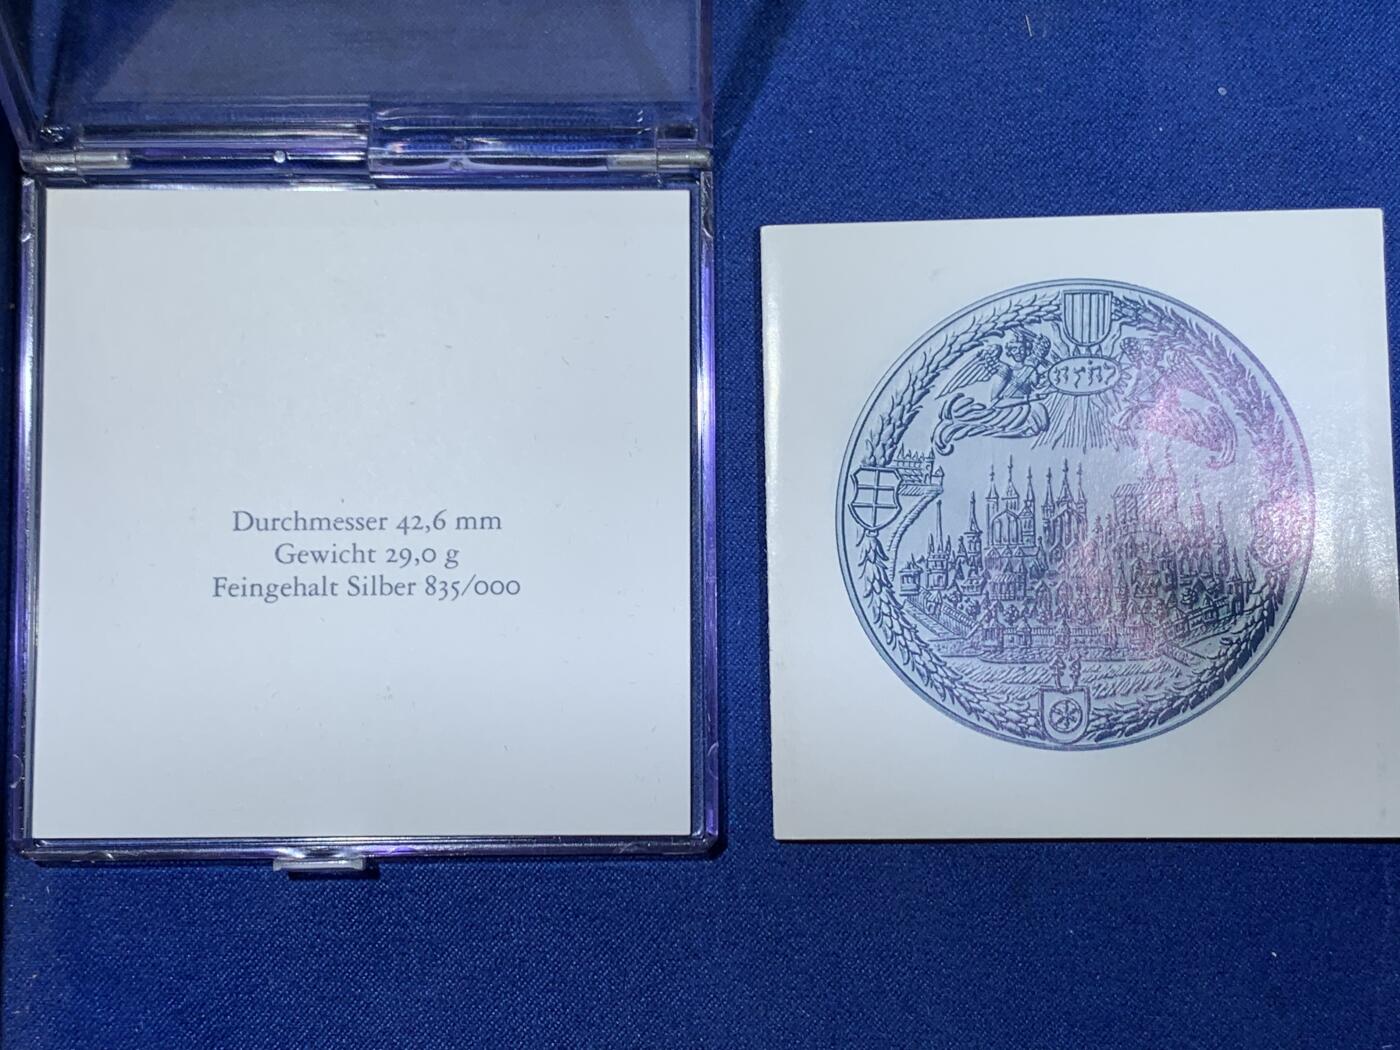 Durchmesser 42,6 mm
Gewicht 29,0 g
Feingehalt Silber 835/000